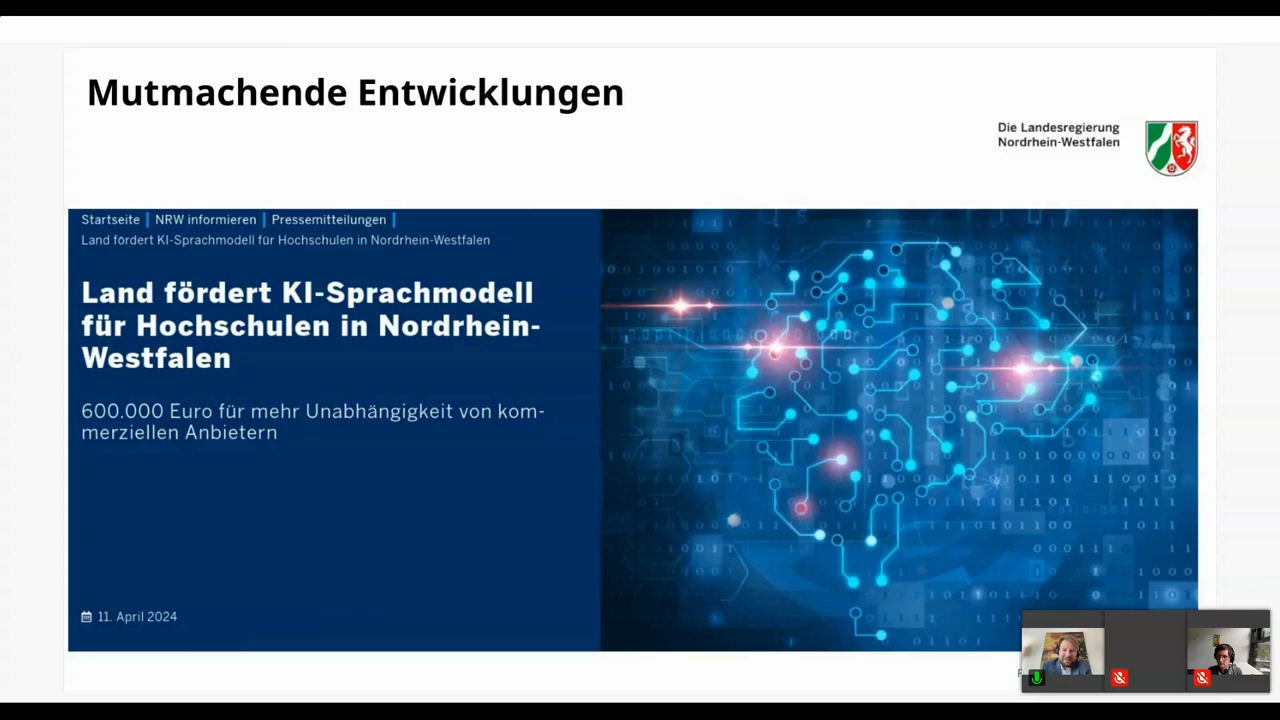 Mutmachende Entwicklungen
Die Landesregierung
Nordrhein-Westfalen
Startseite | NRW informieren | Pressemitteilungen |
Land fördert KI-Sprachmodell für Hochschulen in Nordrhein-Westfalen
Land fördert KI-Sprachmodell
für Hochschulen in Nordrhein-
Westfalen
600.000 Euro für mehr Unabhängigkeit von kom-
merziellen Anbietern
11. April 2024